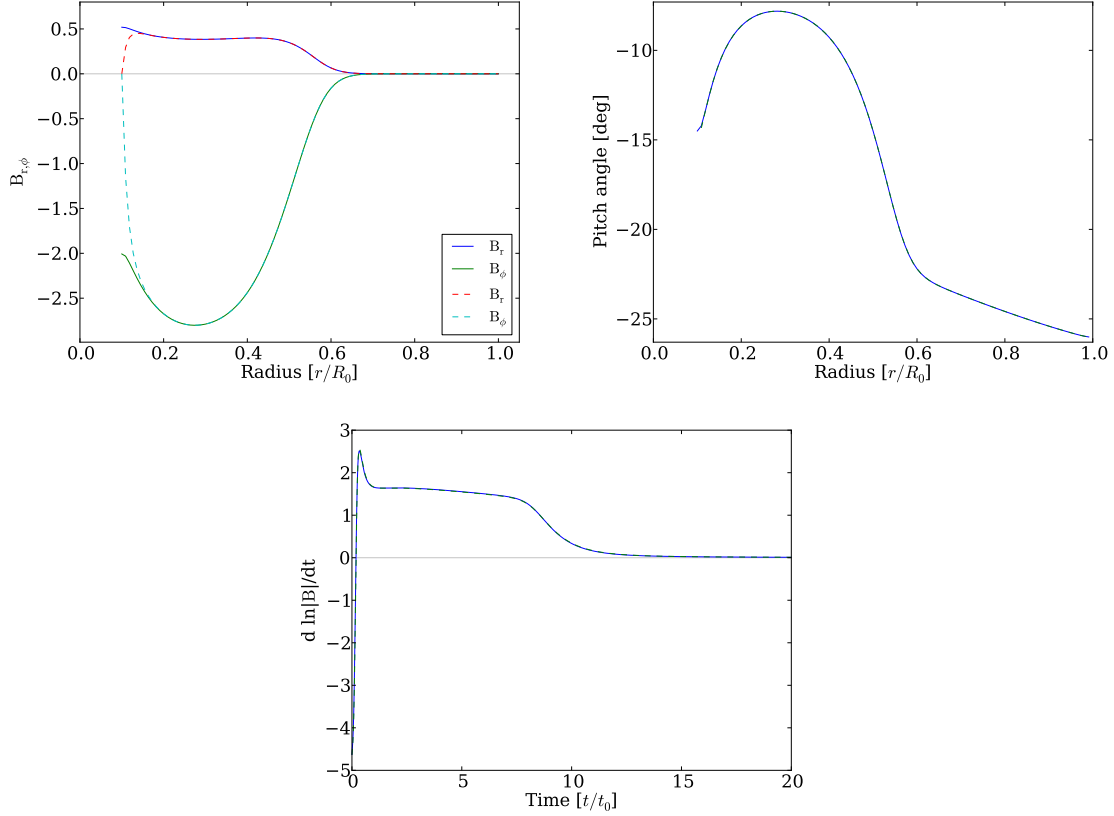 0.5
0.0
−0.5
−1.0
−1.5
−2.0
−2.5
B_{r,ϕ}
0.0 0.2 0.4 0.6 0.8 1.0
Radius [r/R_0]
B_r
B_ϕ
B_r
B_ϕ
−10
−15
−20
−25
Pitch angle [deg]
0.0 0.2 0.4 0.6 0.8 1.0
Radius [r/R_0]
3
2
1
0
−1
−2
−3
−4
−5
d ln|B|/dt
0 5 10 15 20
Time [t/t_0]